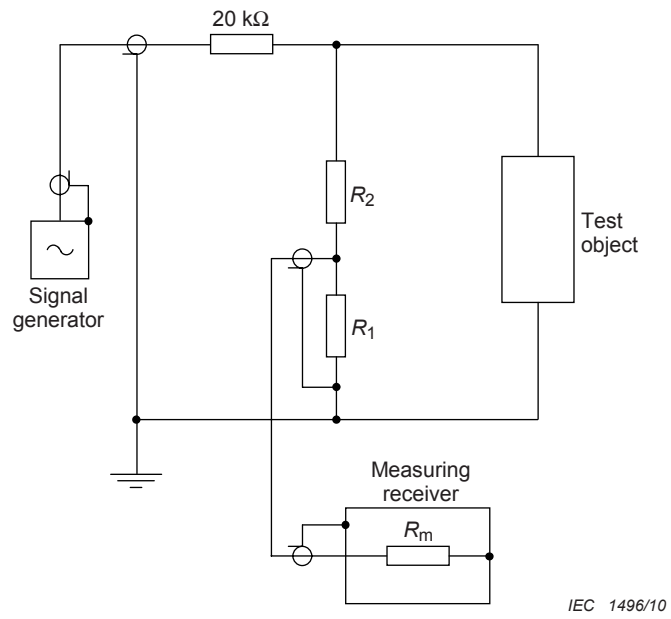 20 kΩ
R2
Test
object
Signal
generator
R1
Measuring
receiver
Rm
IEC 1496/10